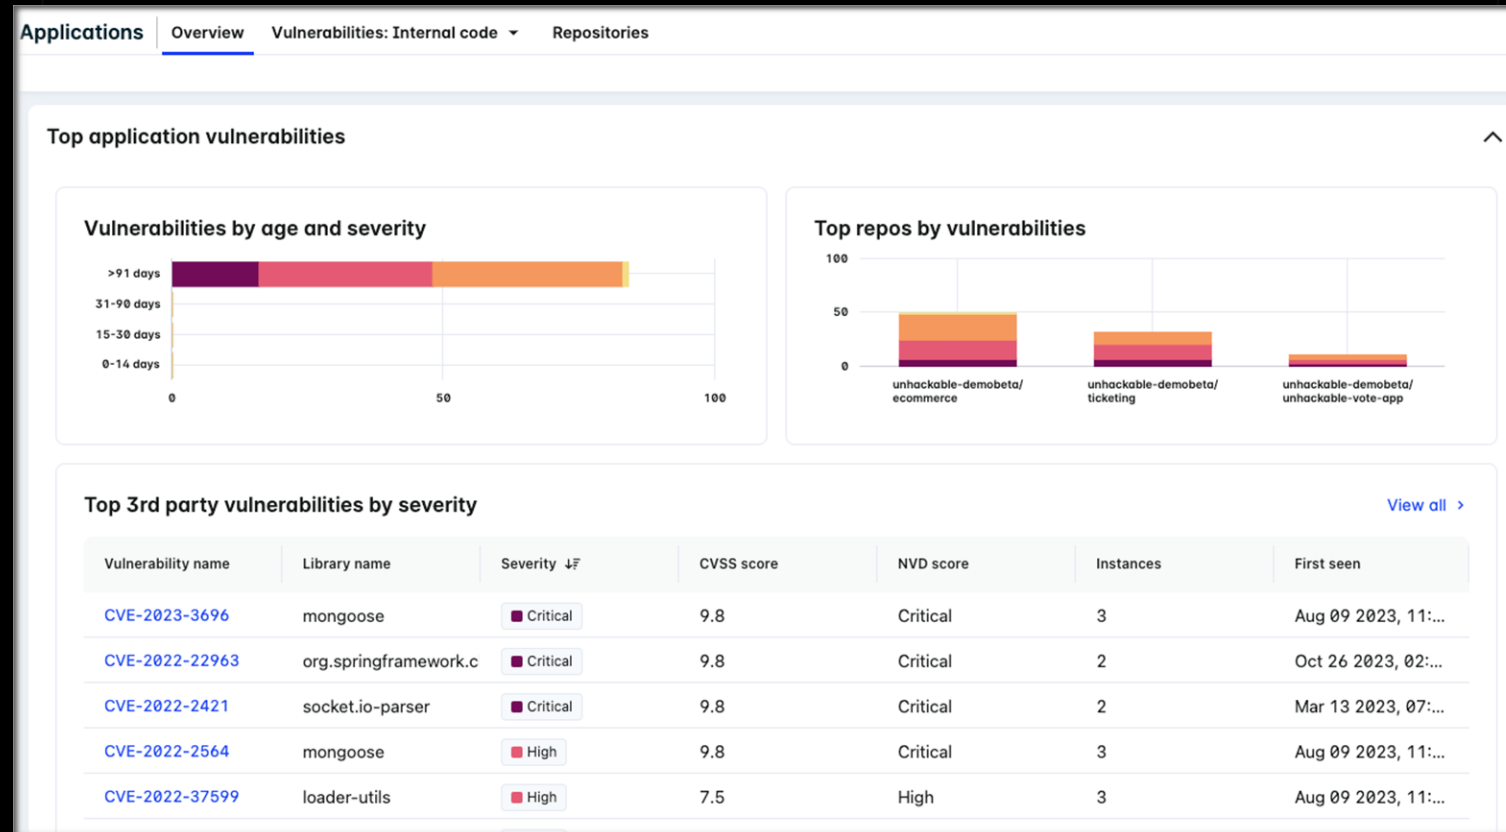 Applications Overview Vulnerabilities: Internal code Repositories
Top application vulnerabilities
Vulnerabilities by age and severity
>91 days
31-90 days
15-30 days
0-14 days
0 50 100
Top repos by vulnerabilities
100
50
0
unhackable-demobeta/ unhackable-demobeta/ unhackable-demobeta/
ecommerce ticketing unhackable-vote-app
Top 3rd party vulnerabilities by severity View all
Vulnerability name Library name Severity CVSS score NVD score Instances First seen
CVE-2023-3696 mongoose Critical 9.8 Critical 3 Aug 09 2023, 11:...
CVE-2022-22963 org.springframework.c Critical 9.8 Critical 2 Oct 26 2023, 02:...
CVE-2022-2421 socket.io-parser Critical 9.8 Critical 2 Mar 13 2023, 07:...
CVE-2022-2564 mongoose High 9.8 Critical 3 Aug 09 2023, 11:...
CVE-2022-37599 loader-utils High 7.5 High 3 Aug 09 2023, 11:...